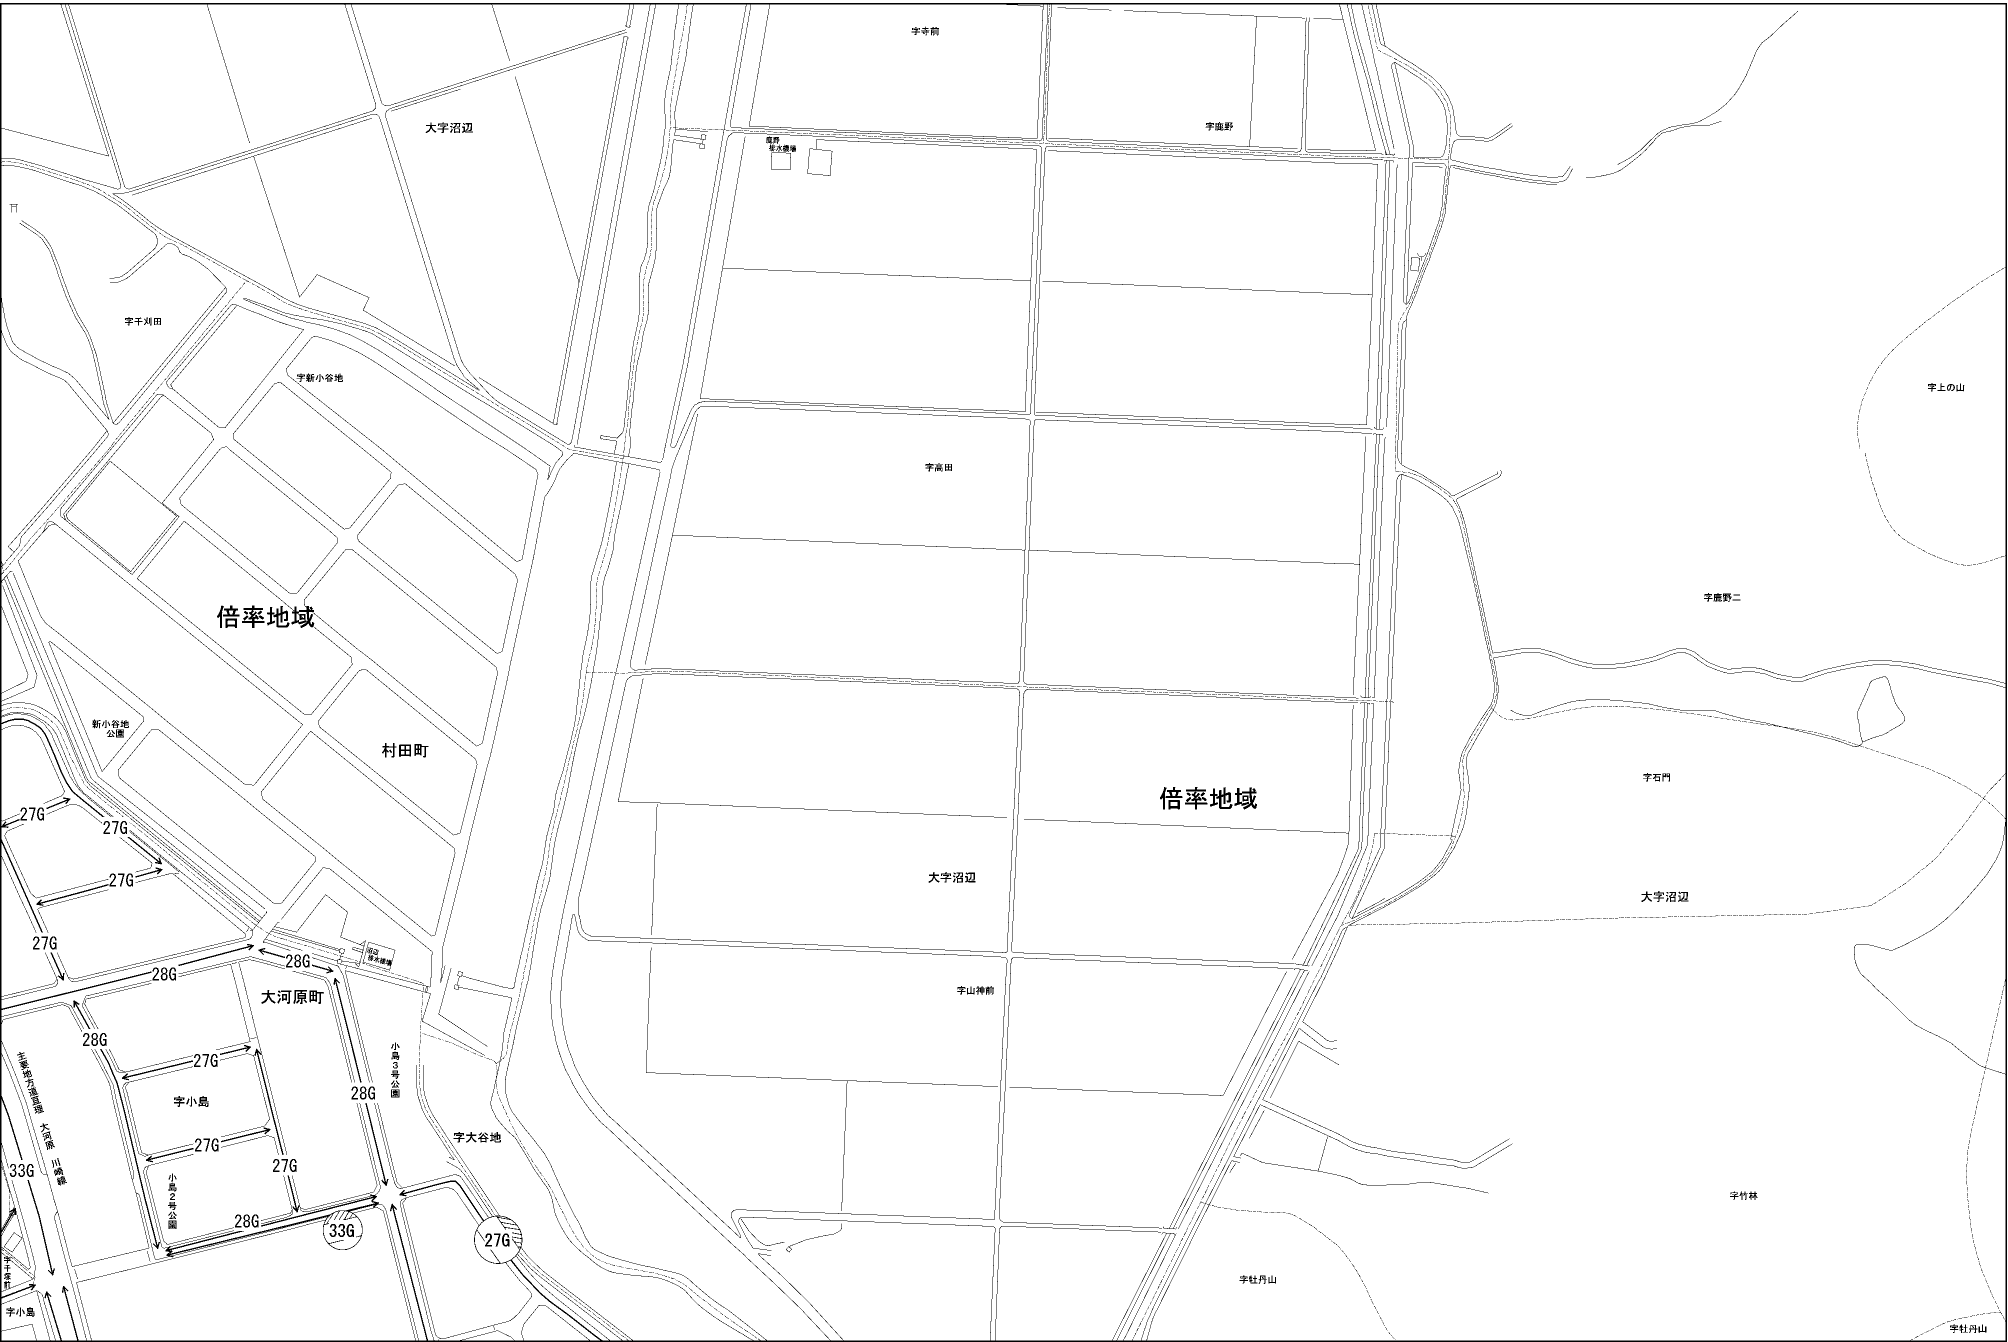 字寺前
大字沼辺
字鹿野
鹿野
排水機場
字千刈田
字新小谷地
字上の山
字高田
字鹿野二
倍率地域
新小谷地
公園
村田町
字石門
倍率地域
27G
27G
27G
大字沼辺
大字沼辺
27G
28G
28G
沼辺
排水機場
大河原町
字山神前
28G
27G
小島3号公園
主要地方道亘理 大河原 川崎線
28G
字小島
字大谷地
27G
27G
33G
小島2号公園
字竹林
28G
33G
27G
字千塚前
字牡丹山
字小島
字牡丹山